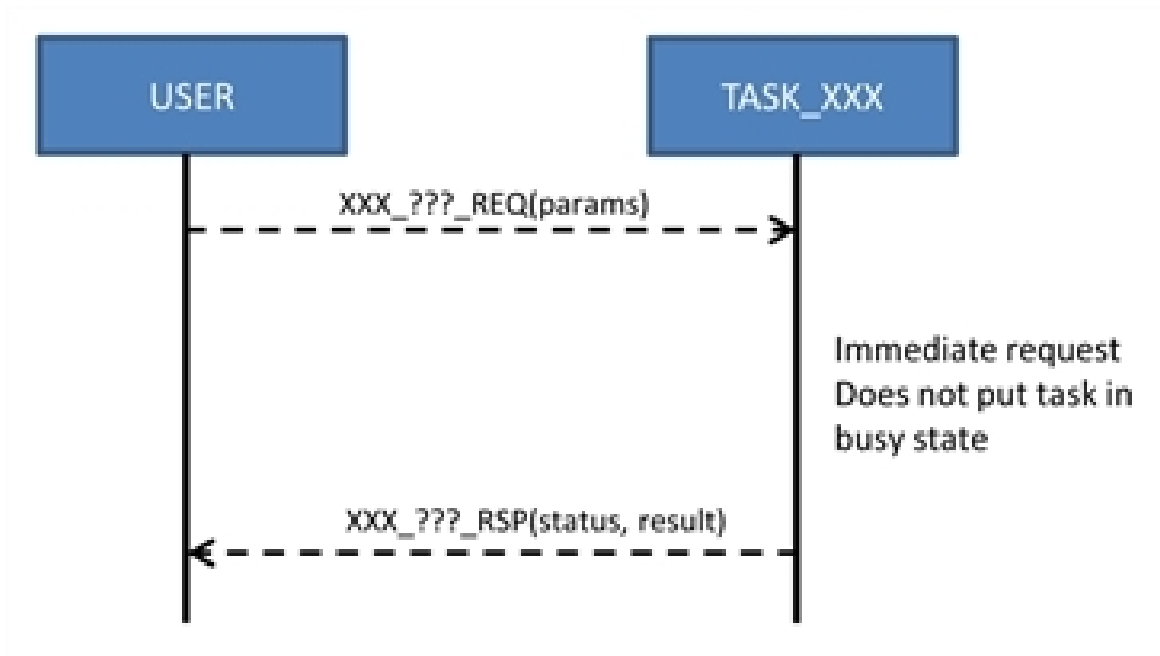 USER
TASK_XXX
XXX_???_REQ(params)
Immediate request
Does not put task in
busy state
XXX_???_RSP(status, result)